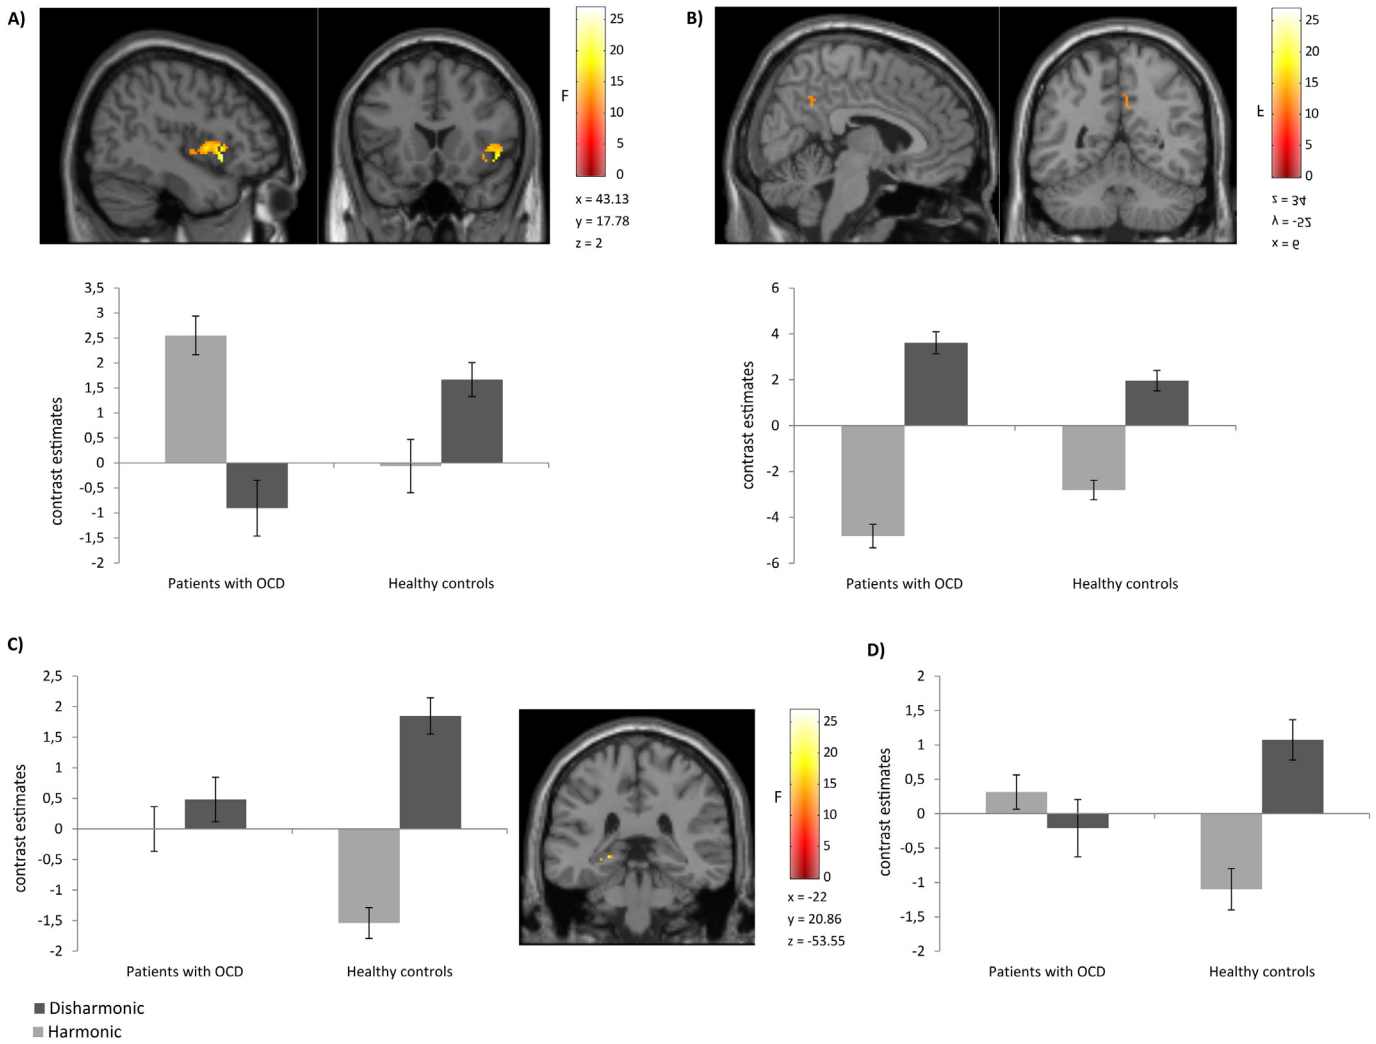 A)
25
20
15
10
5
0
F
x = 43.13
y = 17.78
z = 2
3,5
3
2,5
2
1,5
1
0,5
0
-0,5
-1
-1,5
-2
contrast estimates
Patients with OCD
Healthy controls
B)
25
20
15
10
5
0
F
z = 34
y = -52
x = 6
6
4
2
0
-2
-4
-6
contrast estimates
Patients with OCD
Healthy controls
C)
2,5
2
1,5
1
0,5
0
-0,5
-1
-1,5
-2
contrast estimates
Patients with OCD
Healthy controls
25
20
15
10
5
0
F
x = -22
y = 20.86
z = -53.55
D)
2
1,5
1
0,5
0
-0,5
-1
-1,5
-2
contrast estimates
Patients with OCD
Healthy controls
Disharmonic
Harmonic